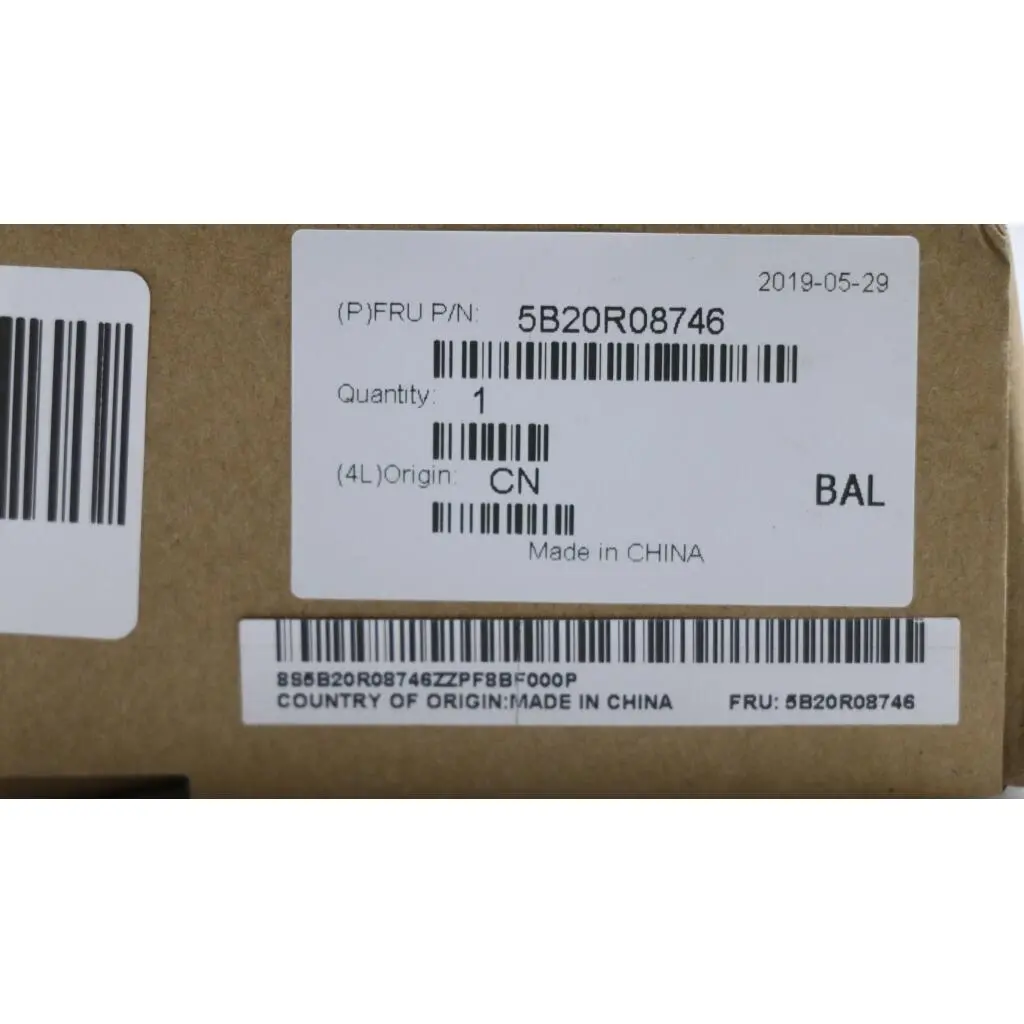 2019-05-29
(P)FRU P/N: 5B20R08746
Quantity: 1
(4L)Origin: CN
BAL
Made in CHINA
8S5B20R08746ZZPF8BF000P
COUNTRY OF ORIGIN:MADE IN CHINA FRU: 5B20R08746